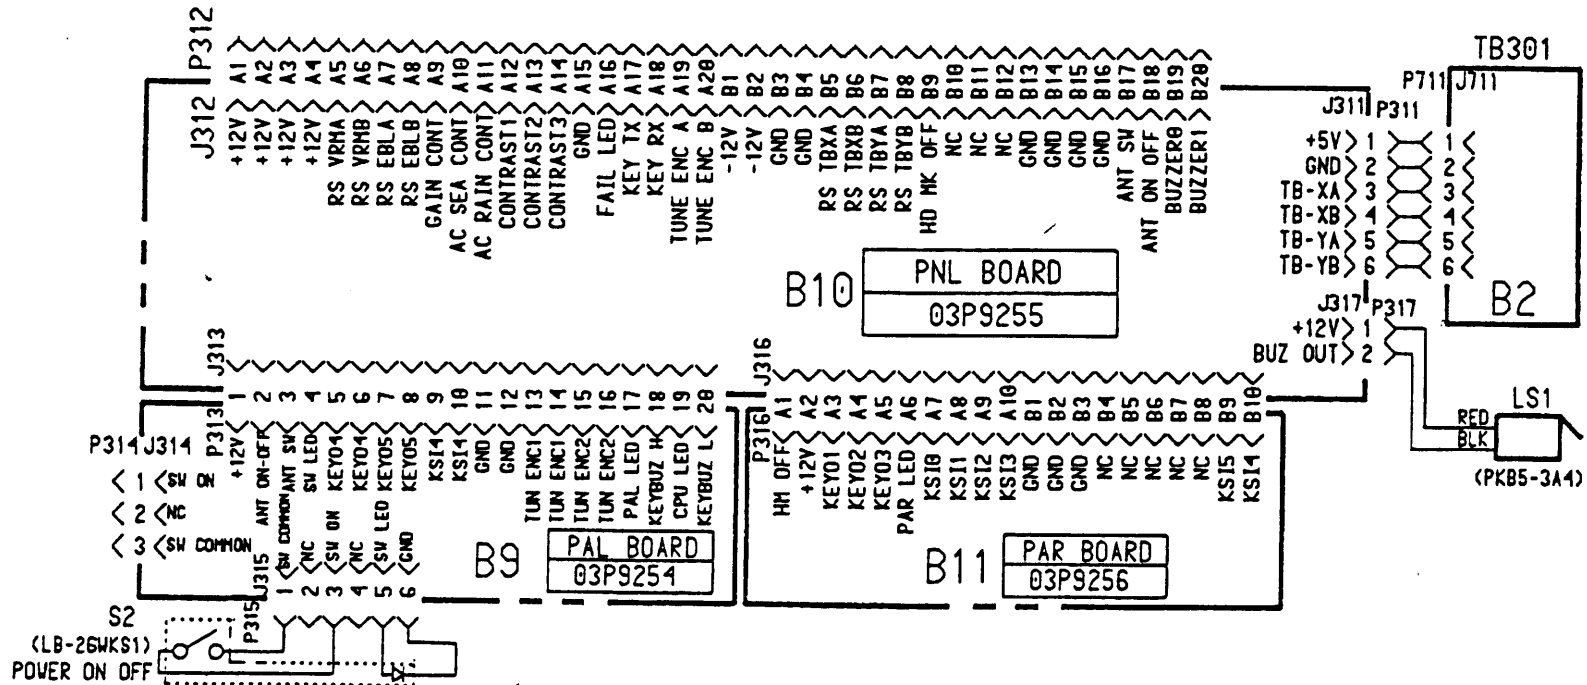 P312
A1 A2 A3 A4 A5 A6 A7 A8 A9 A10 A11 A12 A13 A14 A15 A16 A17 A18 A19 A20 B1 B2 B3 B4 B5 B6 B7 B8 B9 B10 B11 B12 B13 B14 B15 B16 B17 B18 B19 B20
J312
+12V
+12V
+12V
+12V
RS VRMA
RS VRMB
RS EBLA
RS EBLB
GAIN CONT
AC SEA CONT
AC RAIN CONT
CONTRAST1
CONTRAST2
CONTRAST3
GND
FAIL LED
KEY TX
KEY RX
TUNE ENC A
TUNE ENC B
-12V
-12V
GND
GND
RS TBXA
RS TBXB
RS TBYA
RS TBYB
HD MK OFF
NC
NC
NC
GND
GND
GND
GND
ANT SW
ANT ON OFF
BUZZER0
BUZZER1
TB301
P711 J711
J311 P311
+5V 1 1
GND 2 2
TB-XA 3 3
TB-XB 4 4
TB-YA 5 5
TB-YB 6 6
B2
B10
PNL BOARD
03P9255
J317 P317
+12V 1
BUZ OUT 2
LS1
RED
BLK
(PKB5-3A4)
J313
1 2 3 4 5 6 7 8 9 10 11 12 13 14 15 16 17 18 19 20
P313
+12V
ANT ON-OFF
ANT SW
SW LED
KEYO4
KEYO4
KEYO5
KEYO5
KSI4
KSI4
GND
GND
TUN ENC1
TUN ENC1
TUN ENC2
TUN ENC2
PAL LED
KEYBUZ H
CPU LED
KEYBUZ L
J316
A1 A2 A3 A4 A5 A6 A7 A8 A9 A10 B1 B2 B3 B4 B5 B6 B7 B8 B9 B10
P316
HM OFF
+12V
KEYO1
KEYO2
KEYO3
PAR LED
KSI0
KSI1
KSI2
KSI3
GND
GND
GND
NC
NC
NC
NC
NC
KSI5
KSI4
P314 J314
1 SW ON
2 NC
3 SW COMMON
J315
SW COMMON
NC
SW ON
NC
SW LED
GND
1 2 3 4 5 6
P315
B9
PAL BOARD
03P9254
B11
PAR BOARD
03P9256
S2
(LB-26WKS1)
POWER ON OFF